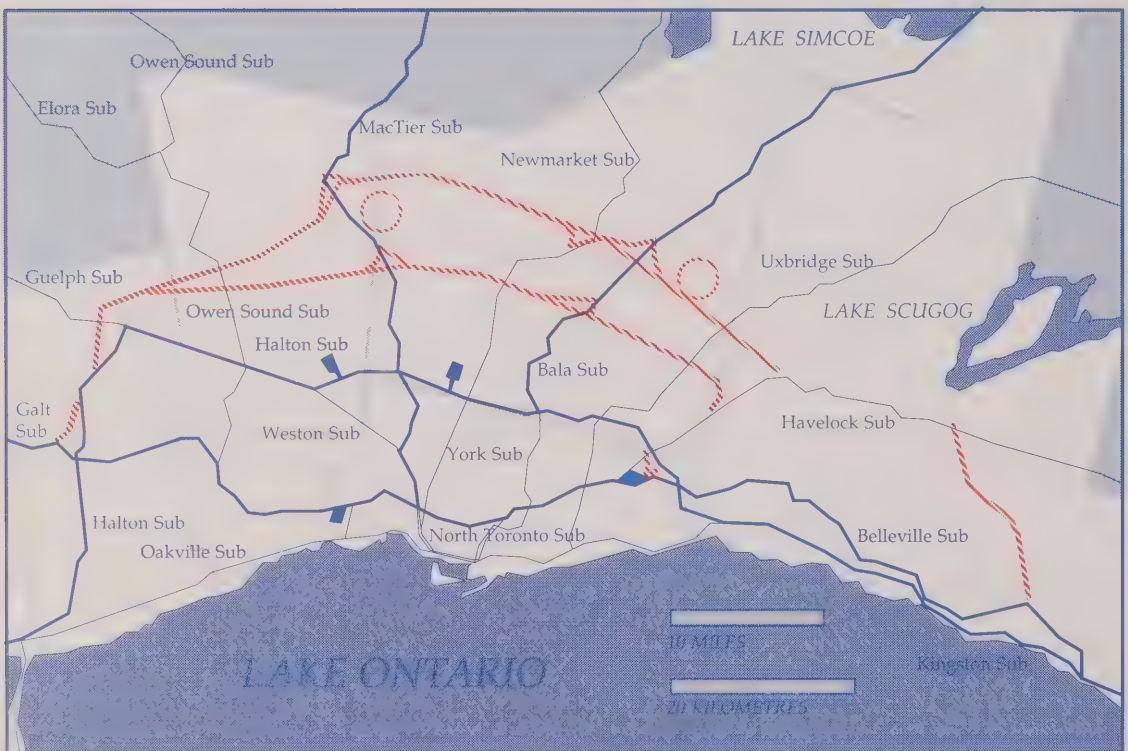 LAKE SIMCOE
Owen Sound Sub
Elora Sub
MacTier Sub
Newmarket Sub
Guelph Sub
Uxbridge Sub
Owen Sound Sub
LAKE SCUGOG
Halton Sub
Bala Sub
Galt
Sub
Weston Sub
York Sub
Havelock Sub
Halton Sub
Oakville Sub
North Toronto Sub
Belleville Sub
10 MILES
LAKE ONTARIO
Kingston Sub
20 KILOMETRES